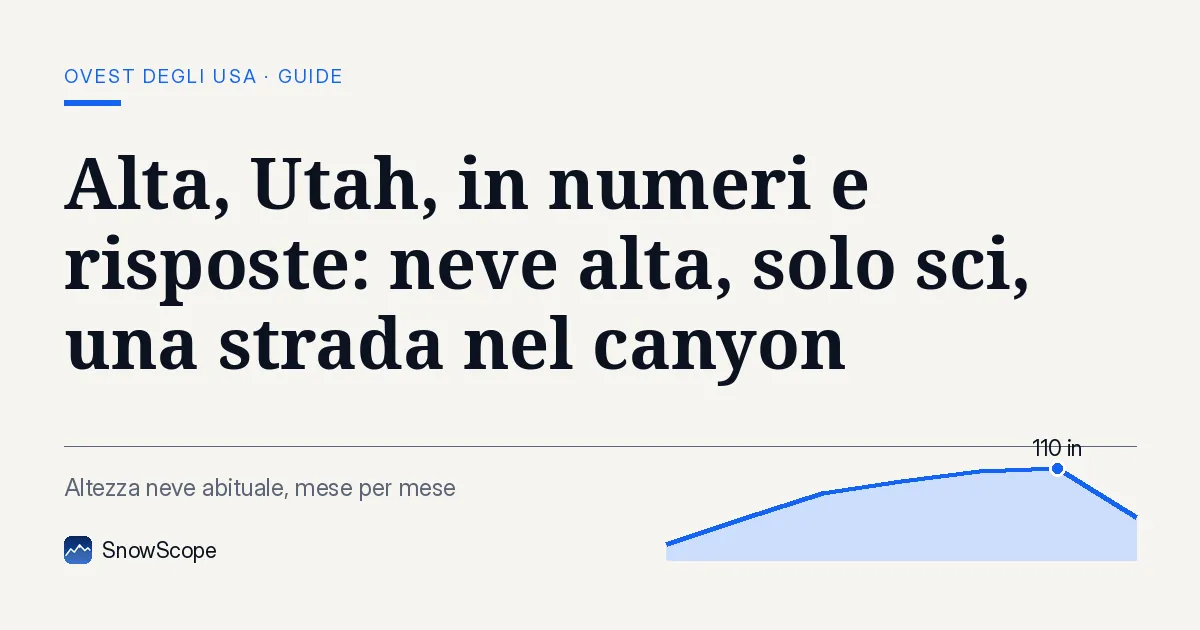 OVEST DEGLI USA · GUIDE
Alta, Utah, in numeri e
risposte: neve alta, solo sci,
una strada nel canyon
110 in
Altezza neve abituale, mese per mese
SnowScope